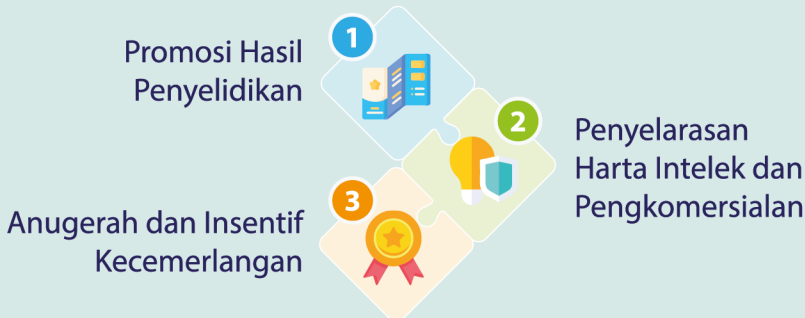 1
Promosi Hasil
Penyelidikan
2
Penyelarasan
Harta Intelek dan
Pengkomersialan
3
Anugerah dan Insentif
Kecemerlangan